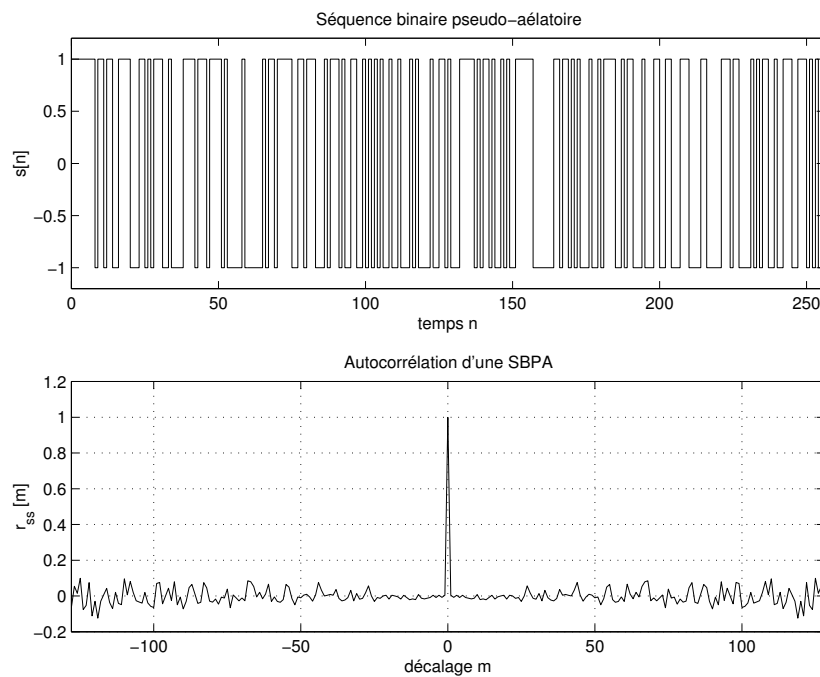 Séquence binaire pseudo−aélatoire
1
0.5
0
−0.5
−1
s[n]
0 50 100 150 200 250
temps n
Autocorrélation d'une SBPA
1.2
1
0.8
0.6
0.4
0.2
0
−0.2
r_ss [m]
−100 −50 0 50 100
décalage m